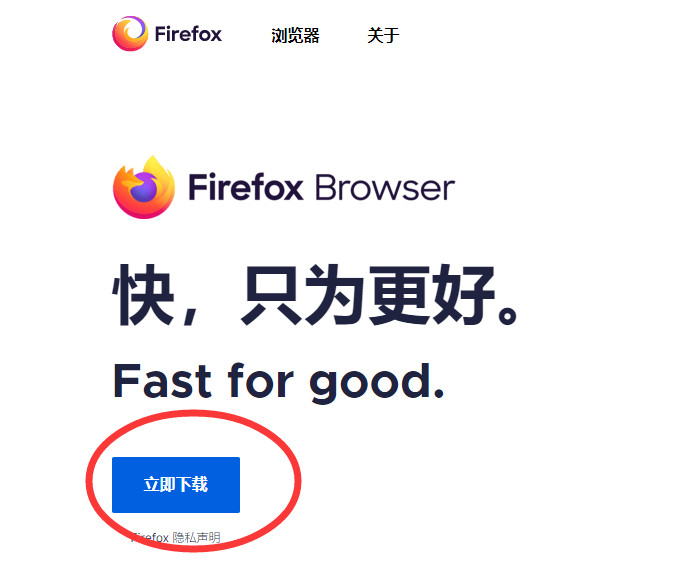 Firefox 浏览器 关于
Firefox Browser
快，只为更好。
Fast for good.
立即下载
Firefox 隐私声明